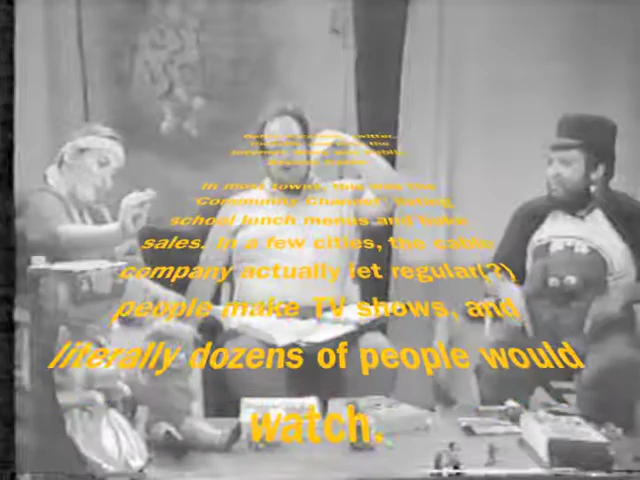 In most towns, this was the
"Community Channel" listing
school lunch menus and bake
sales. In a few cities, the cable
company actually let regular(?)
people make TV shows, and
literally dozens of people would
watch.